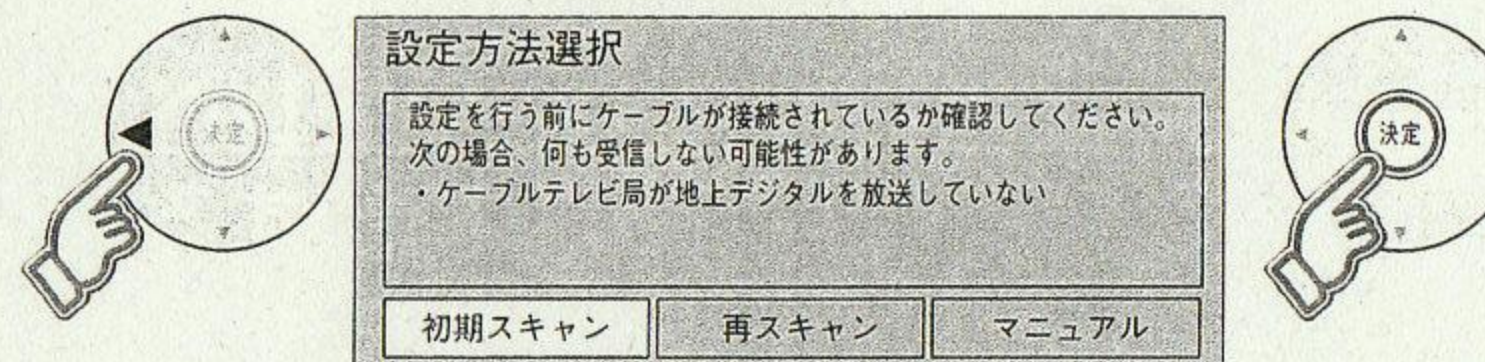 決定
設定方法選択
設定を行う前にケーブルが接続されているか確認してください。
次の場合、何も受信しない可能性があります。
・ケーブルテレビ局が地上デジタルを放送していない
初期スキャン
再スキャン
マニュアル
決定